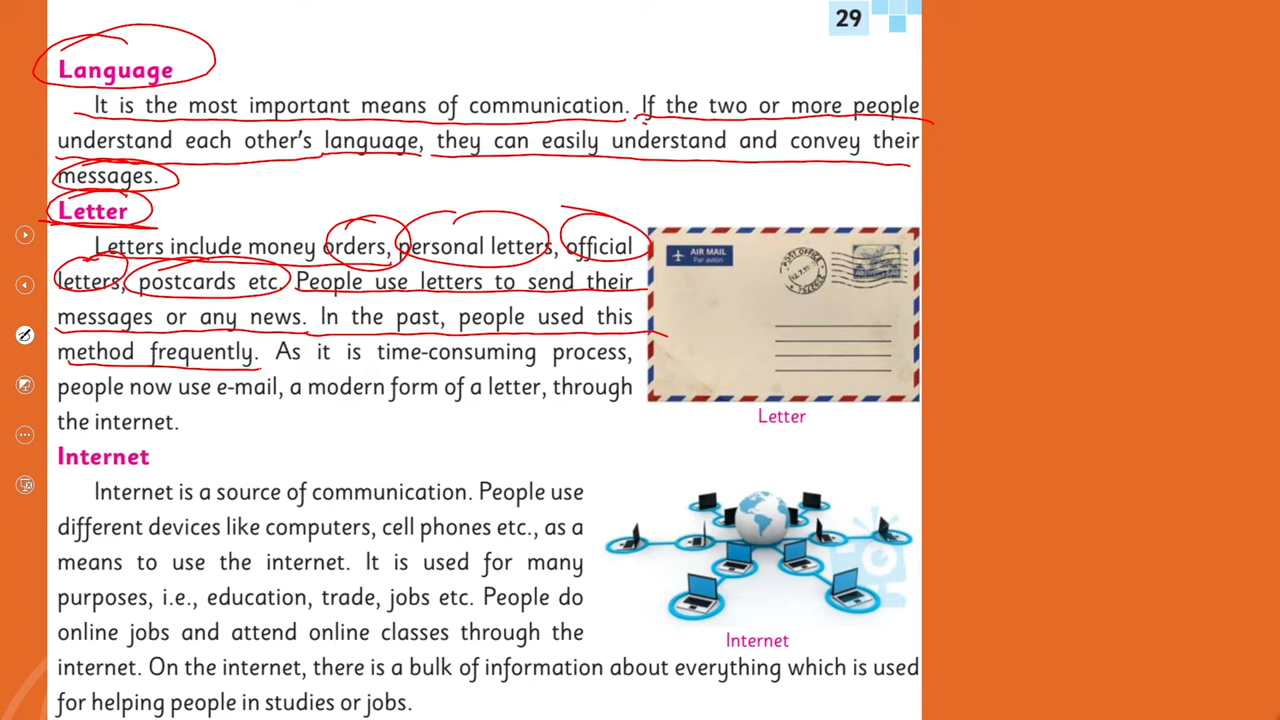 29
Language
It is the most important means of communication. If the two or more people
understand each other's language, they can easily understand and convey their
messages.
Letter
Letters include money orders, personal letters, official
letters, postcards etc. People use letters to send their
messages or any news. In the past, people used this
method frequently. As it is time-consuming process,
people now use e-mail, a modern form of a letter, through
the internet.
AIR MAIL
Par avion
POST OFFICE
Letter
Internet
Internet is a source of communication. People use
different devices like computers, cell phones etc., as a
means to use the internet. It is used for many
purposes, i.e., education, trade, jobs etc. People do
online jobs and attend online classes through the
internet. On the internet, there is a bulk of information about everything which is used
for helping people in studies or jobs.
Internet